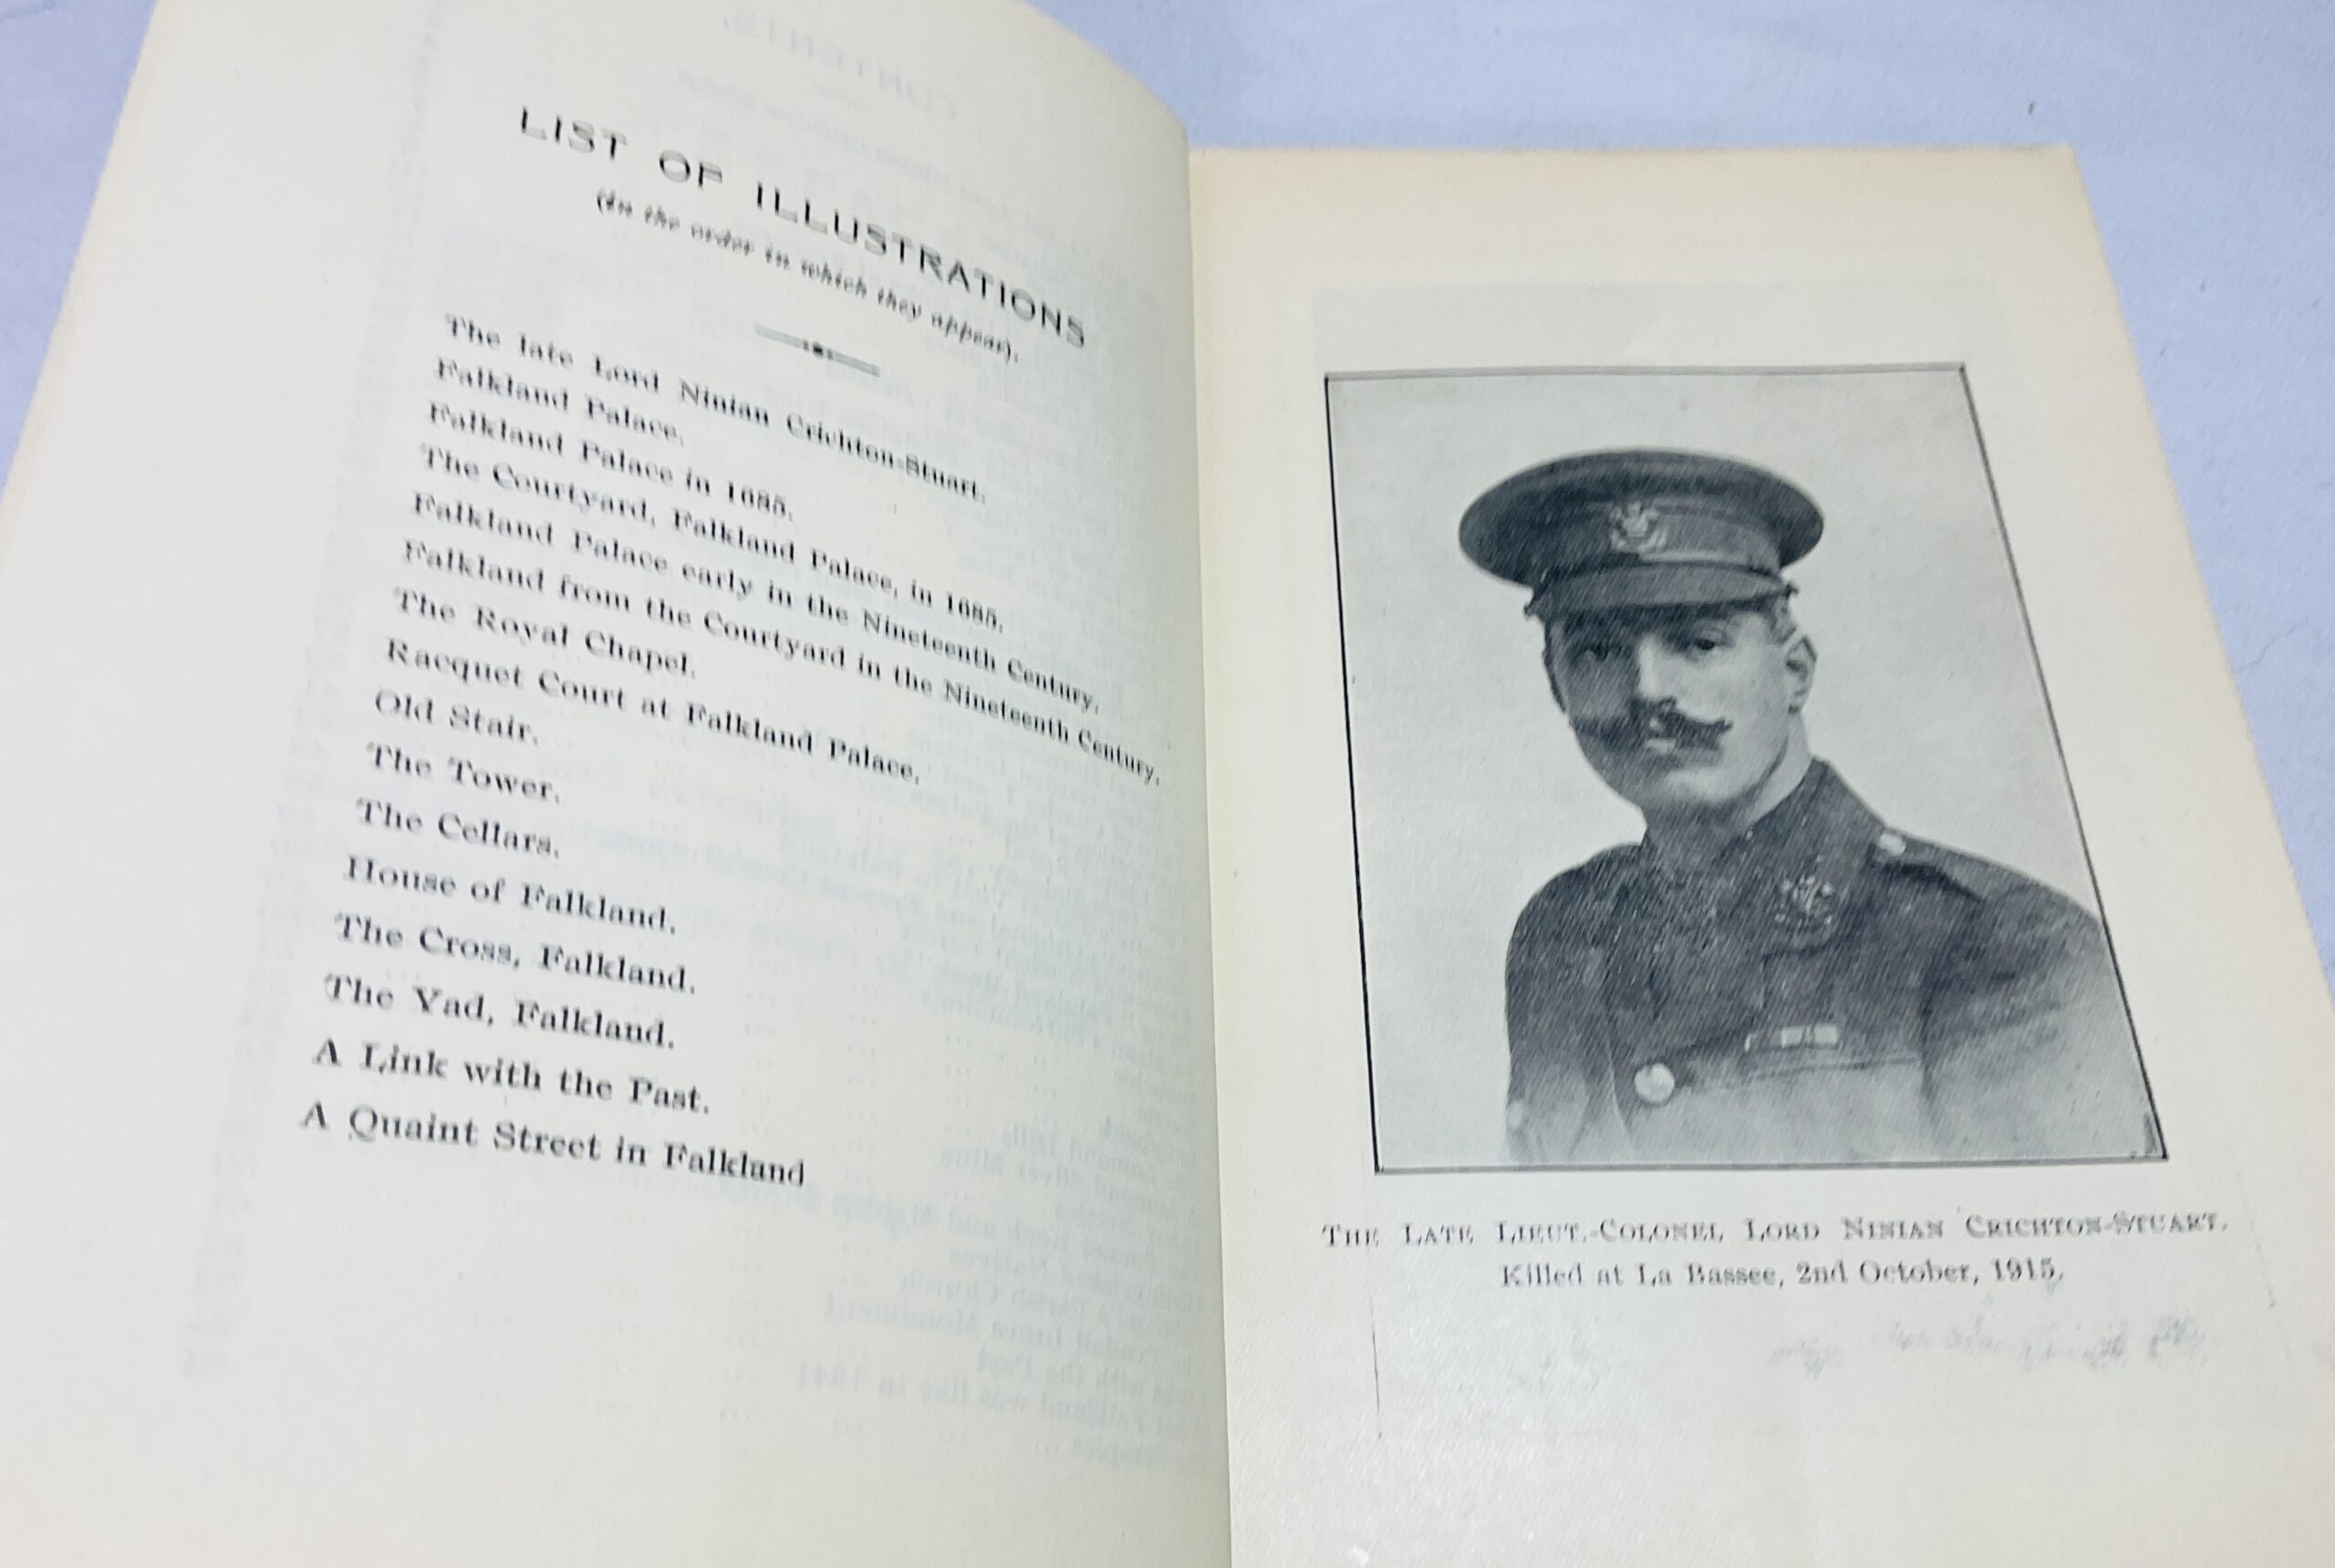 LIST OF ILLUSTRATIONS
(In the order in which they appear).
The late Lord Ninian Crichton-Stuart.
Falkland Palace.
Falkland Palace in 1685.
The Courtyard, Falkland Palace, in 1685.
Falkland Palace early in the Nineteenth Century.
Falkland from the Courtyard in the Nineteenth Century.
The Royal Chapel.
Racquet Court at Falkland Palace.
Old Stair.
The Tower.
The Cellars.
House of Falkland.
The Cross, Falkland.
The Yad, Falkland.
A Link with the Past.
A Quaint Street in Falkland
THE LATE LIEUT.-COLONEL LORD NINIAN CRICHTON-STUART.
Killed at La Bassee, 2nd October, 1915.